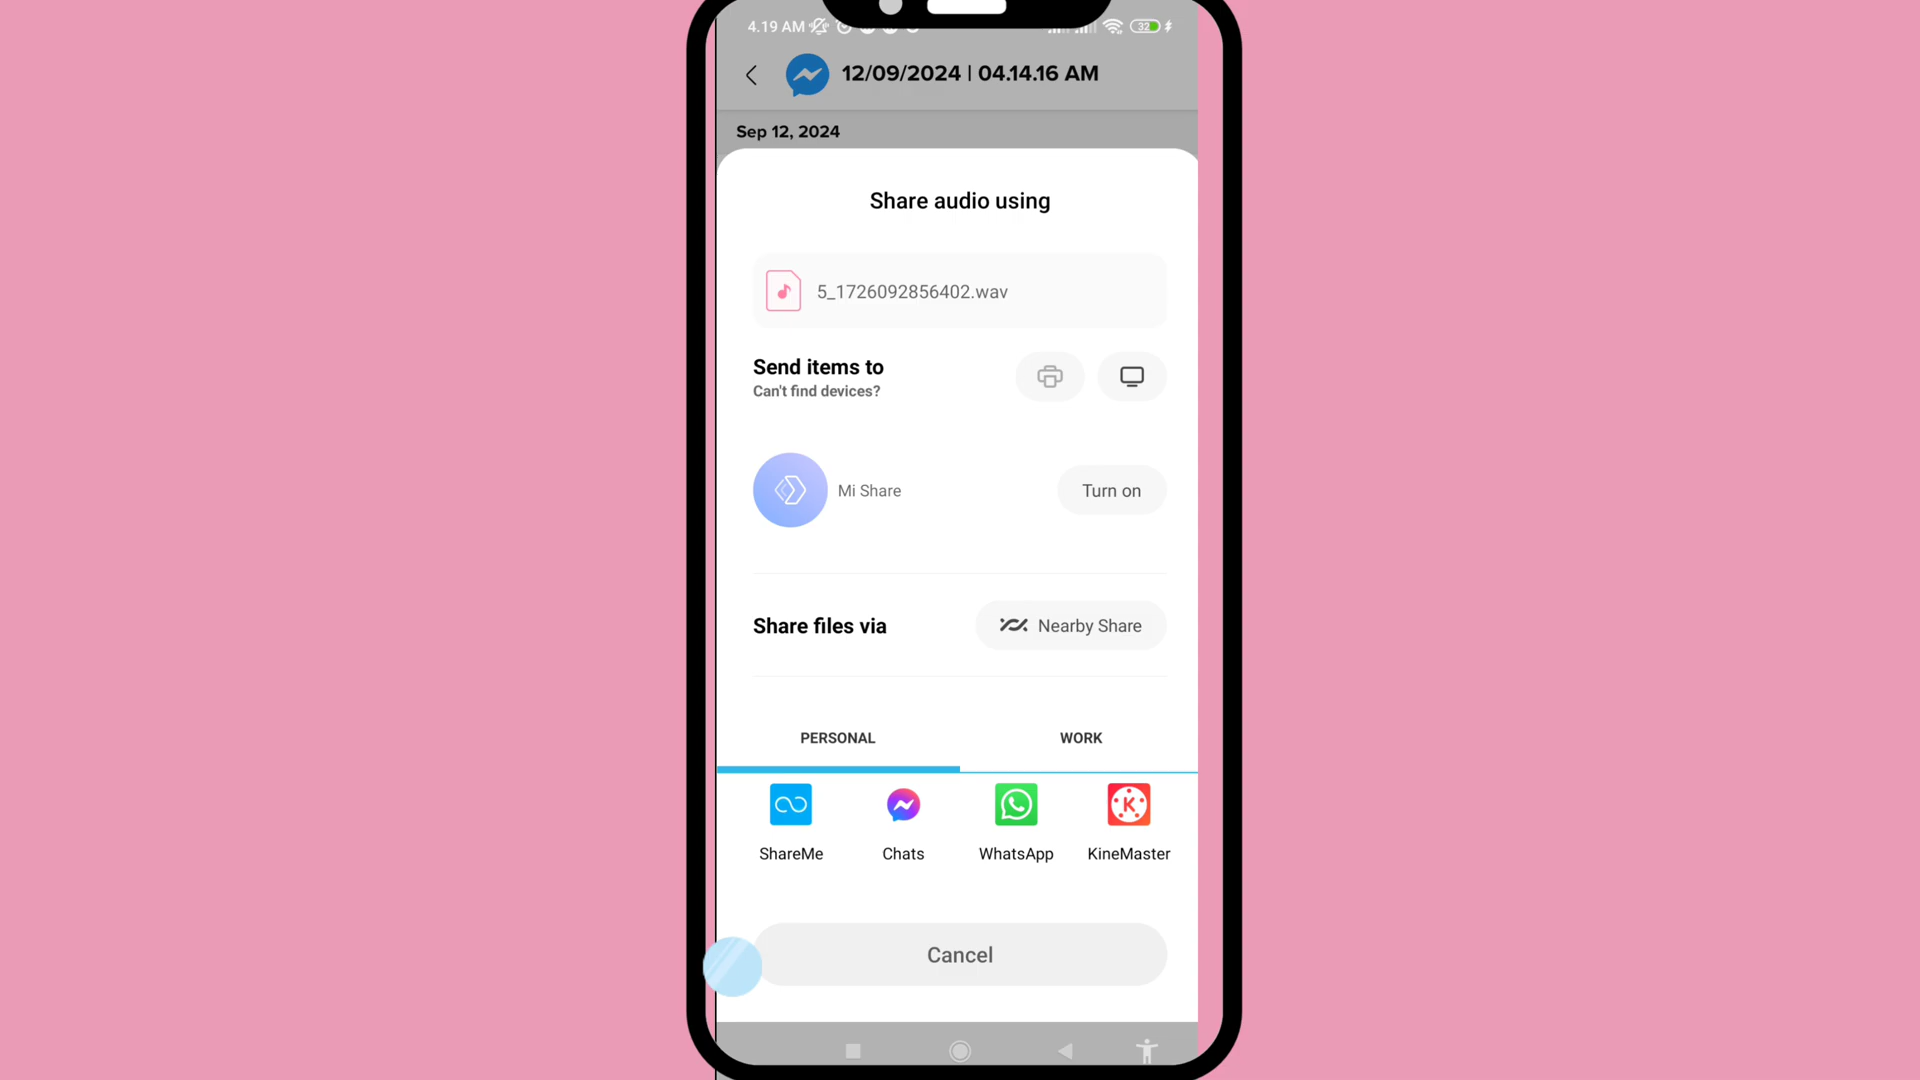 4.19 AM
32
12/09/2024 | 04.14.16 AM
Sep 12, 2024
Share audio using
5_1726092856402.wav
Send items to
Can't find devices?
Mi Share
Turn on
Share files via
Nearby Share
PERSONAL
WORK
ShareMe
Chats
WhatsApp
KineMaster
Cancel